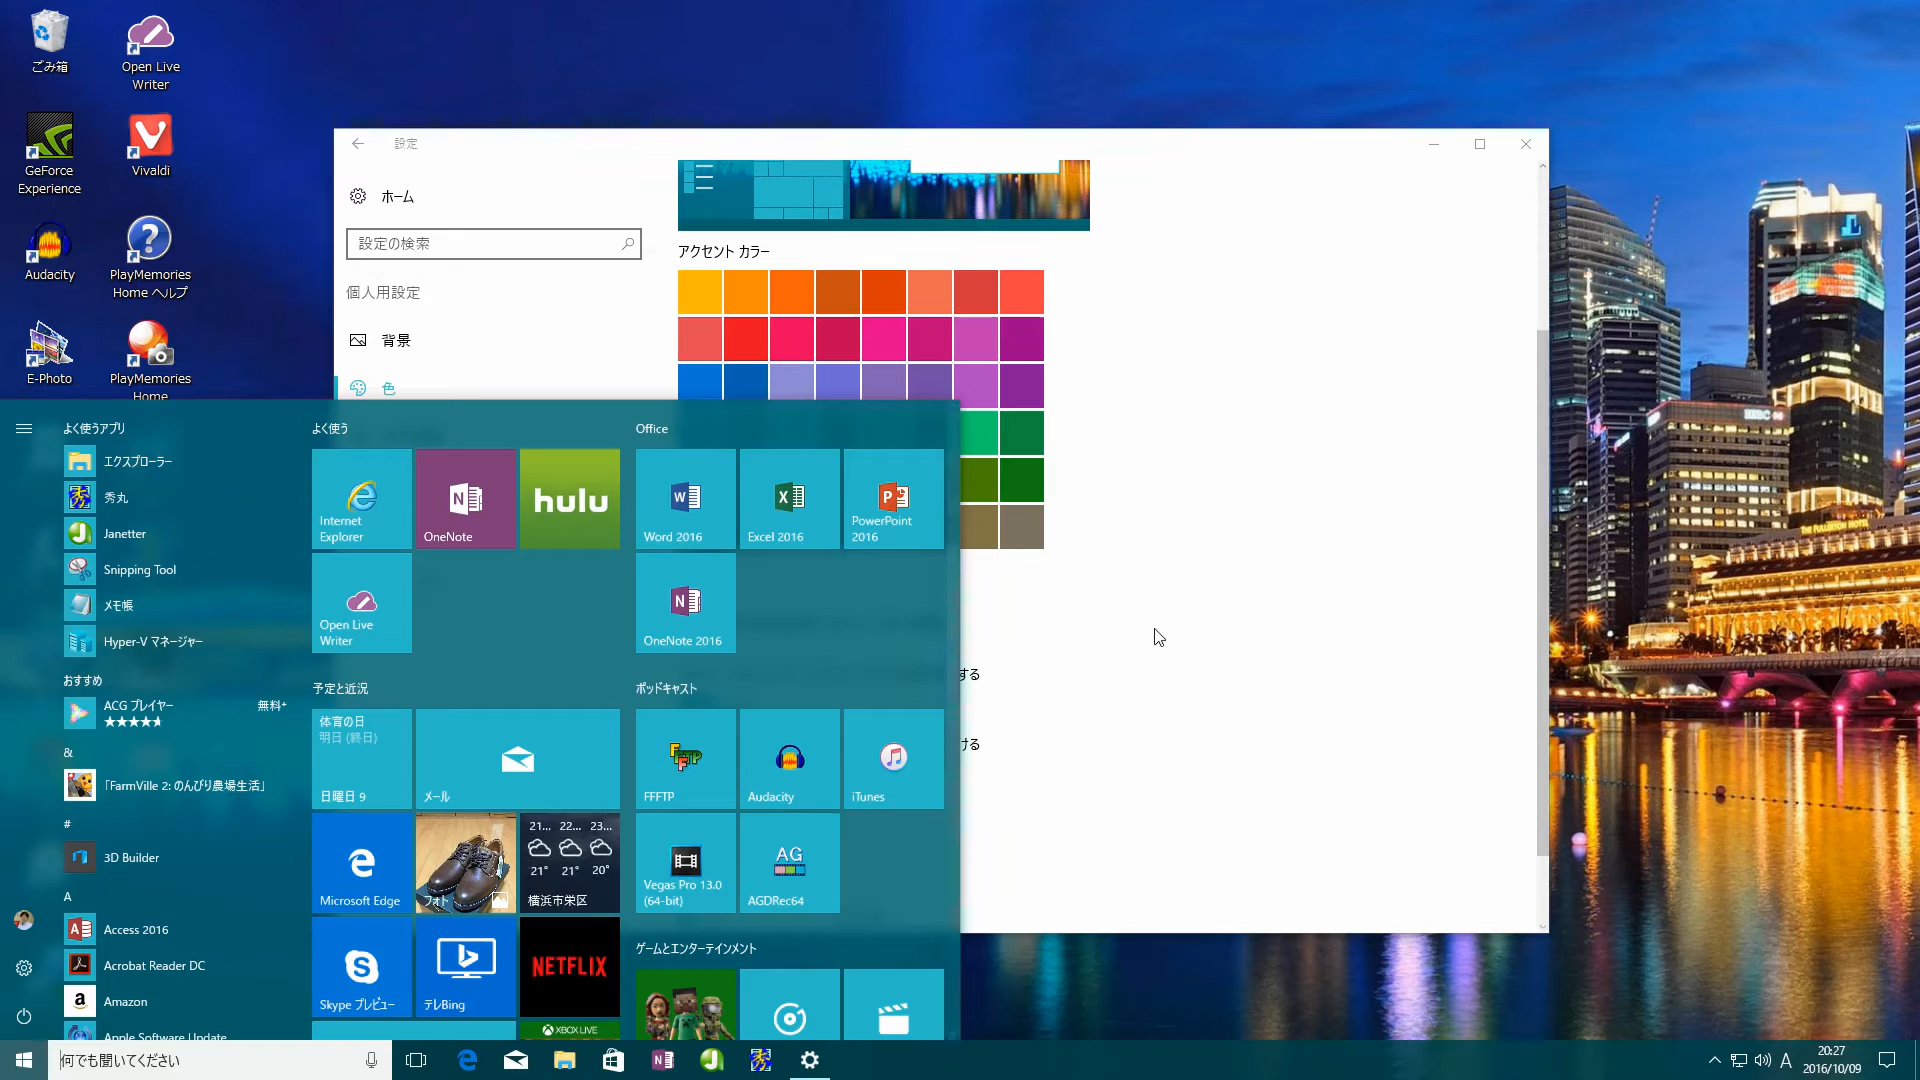 ごみ箱
Open Live
Writer
GeForce
Experience
Vivaldi
Audacity
PlayMemories
Home ヘルプ
E-Photo
PlayMemories
Home
設定
ホーム
設定の検索
個人用設定
背景
色
アクセント カラー
する
ける
よく使うアプリ
エクスプローラー
秀丸
Janetter
Snipping Tool
メモ帳
Hyper-V マネージャー
おすすめ
ACG プレイヤー
無料+
&
「FarmVille 2: のんびり農場生活」
#
3D Builder
A
Access 2016
Acrobat Reader DC
Amazon
Apple Software Update
よく使う
Internet
Explorer
N
OneNote
hulu
Open Live
Writer
Office
W
Word 2016
X
Excel 2016
P
PowerPoint
2016
N
OneNote 2016
予定と近況
体育の日
明日 (終日)
日曜日 9
メール
Microsoft Edge
フォト
21... 22... 23...
21° 21° 20°
横浜市栄区
Skype プレビュー
テレBing
NETFLIX
XBOX LIVE
ポッドキャスト
FFFTP
FFFTP
Audacity
iTunes
Vegas Pro 13.0
(64-bit)
AG
AGDRec64
ゲームとエンターテインメント
HSBC
THE FULLERTON HOTEL
何でも聞いてください
A
20:27
2016/10/09